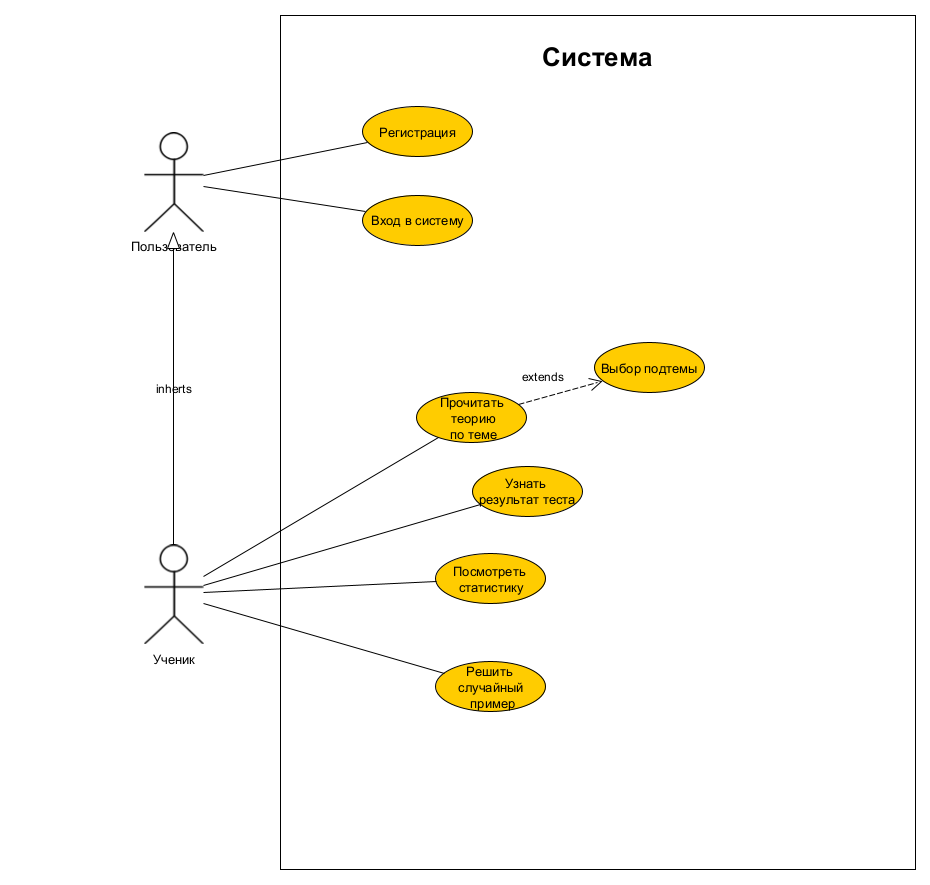 Система
Регистрация
Вход в систему
Пользователь
Выбор подтемы
extends
inherts
Прочитать
теорию
по теме
Узнать
результат теста
Посмотреть
статистику
Ученик
Решить
случайный
пример